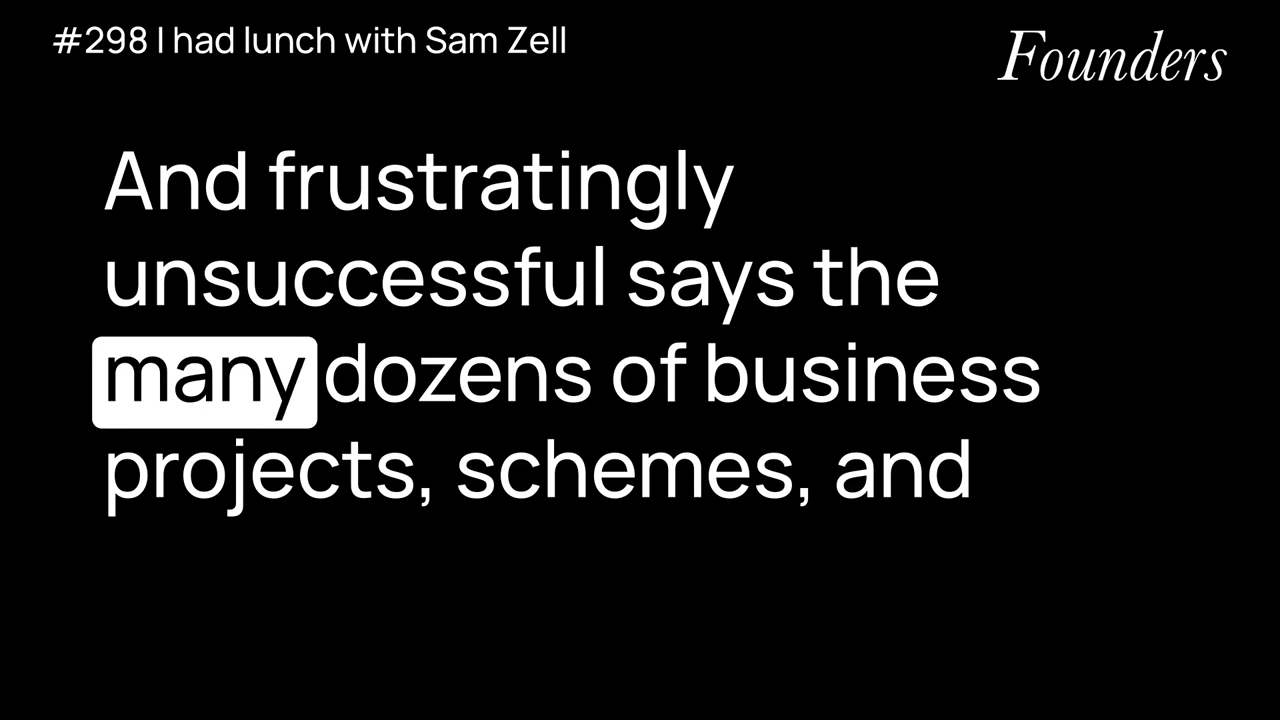 #298 I had lunch with Sam Zell
Founders
And frustratingly
unsuccessful says the
many dozens of business
projects, schemes, and